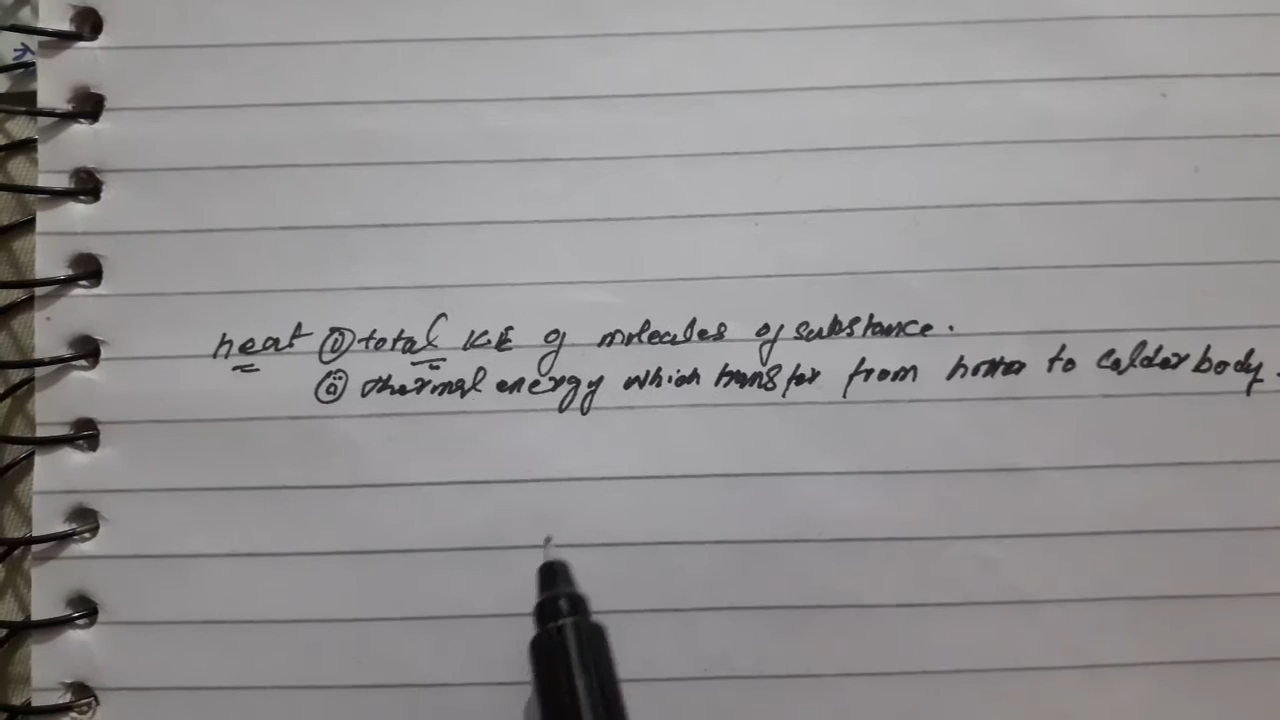 heat ① total K.E of molecules of substance.
② thermal energy which transfer from hotter to colder body.